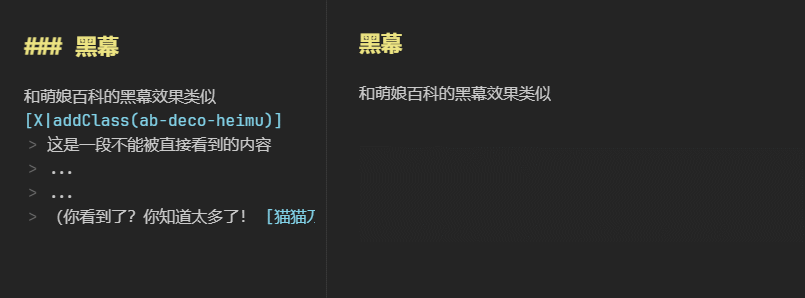 ### 黑幕
和萌娘百科的黑幕效果类似
[X|addClass(ab-deco-heimu)]
> 这是一段不能被直接看到的内容
> ...
> ...
> （你看到了？你知道太多了！ [猫猫
黑幕
和萌娘百科的黑幕效果类似